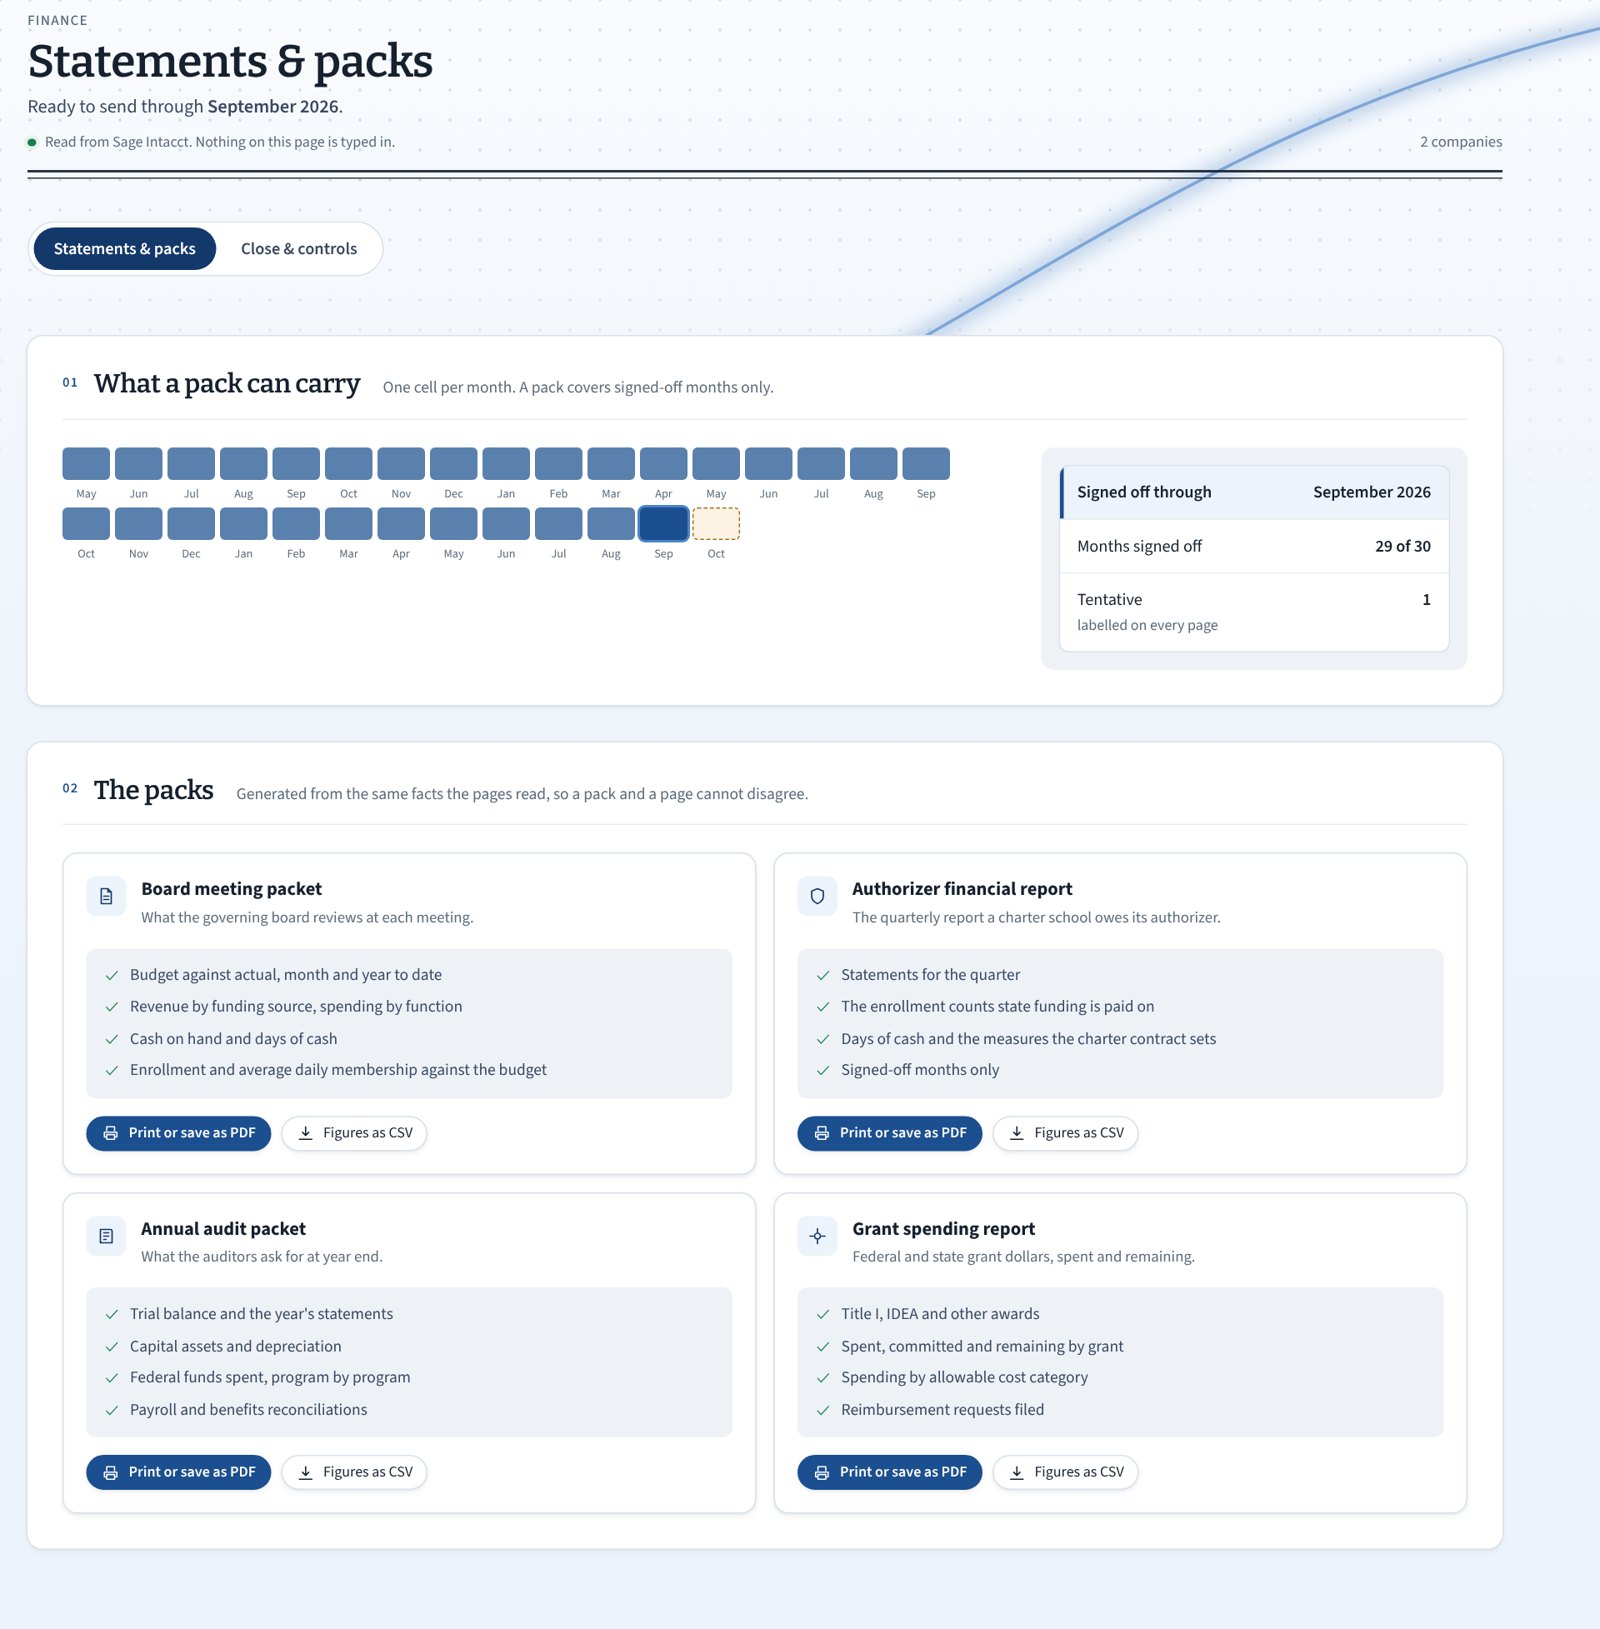 FINANCE
Statements & packs
Ready to send through September 2026.
Read from Sage Intacct. Nothing on this page is typed in.
2 companies
Statements & packs
Close & controls
01 What a pack can carry One cell per month. A pack covers signed-off months only.
May Jun Jul Aug Sep Oct Nov Dec Jan Feb Mar Apr May Jun Jul Aug Sep
Oct Nov Dec Jan Feb Mar Apr May Jun Jul Aug Sep Oct
Signed off through September 2026
Months signed off 29 of 30
Tentative 1
labelled on every page
02 The packs Generated from the same facts the pages read, so a pack and a page cannot disagree.
Board meeting packet
What the governing board reviews at each meeting.
Budget against actual, month and year to date
Revenue by funding source, spending by function
Cash on hand and days of cash
Enrollment and average daily membership against the budget
Print or save as PDF
Figures as CSV
Authorizer financial report
The quarterly report a charter school owes its authorizer.
Statements for the quarter
The enrollment counts state funding is paid on
Days of cash and the measures the charter contract sets
Signed-off months only
Print or save as PDF
Figures as CSV
Annual audit packet
What the auditors ask for at year end.
Trial balance and the year's statements
Capital assets and depreciation
Federal funds spent, program by program
Payroll and benefits reconciliations
Print or save as PDF
Figures as CSV
Grant spending report
Federal and state grant dollars, spent and remaining.
Title I, IDEA and other awards
Spent, committed and remaining by grant
Spending by allowable cost category
Reimbursement requests filed
Print or save as PDF
Figures as CSV